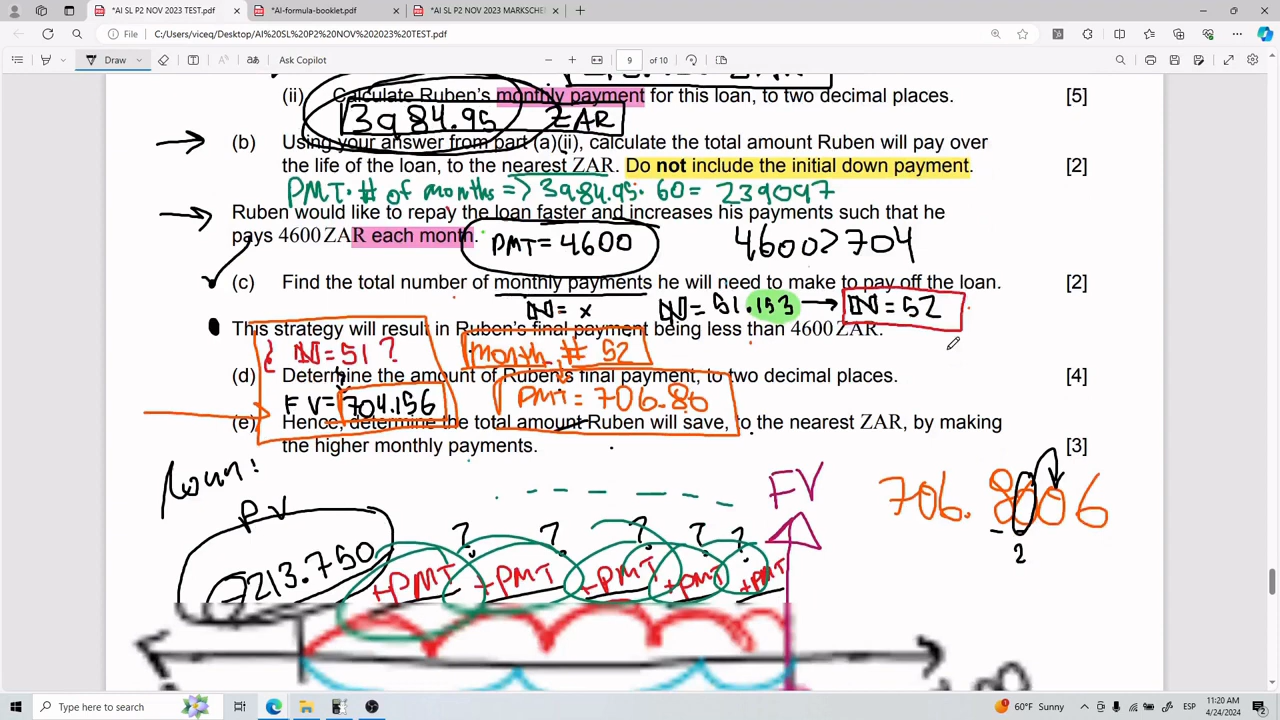 *AI SL P2 NOV 2023 TEST.pdf
*AI-formula-booklet.pdf
*AI SL P2 NOV 2023 MARKSCHE
File
C:/Users/viceq/Desktop/AI%20SL%20P2%20NOV%202023%20TEST.pdf
Draw
Ask Copilot
9 of 10
(ii) Calculate Ruben's monthly payment for this loan, to two decimal places. [5]
3984.95 ZAR
(b) Using your answer from part (a)(ii), calculate the total amount Ruben will pay over
the life of the loan, to the nearest ZAR. Do not include the initial down payment. [2]
PMT· # of months => 3984.95 · 60 = 239097
Ruben would like to repay the loan faster and increases his payments such that he
pays 4600 ZAR each month.
PMT = 4600 4600>704
(c) Find the total number of monthly payments he will need to make to pay off the loan. [2]
N = x N = 51.153 → N = 52
This strategy will result in Ruben's final payment being less than 4600 ZAR.
N = 51? month # 52
(d) Determine the amount of Ruben's final payment, to two decimal places. [4]
FV = 704.156 PMT = 706.80
(e) Hence, determine the total amount Ruben will save, to the nearest ZAR, by making
the higher monthly payments. [3]
Loan:
PV
FV
706.8006
2
? ? ? ? ?
213.750
+PMT +PMT +PMT +PMT +PMT
Type here to search
60°F Sunny
ESP
11:20 AM
4/24/2024